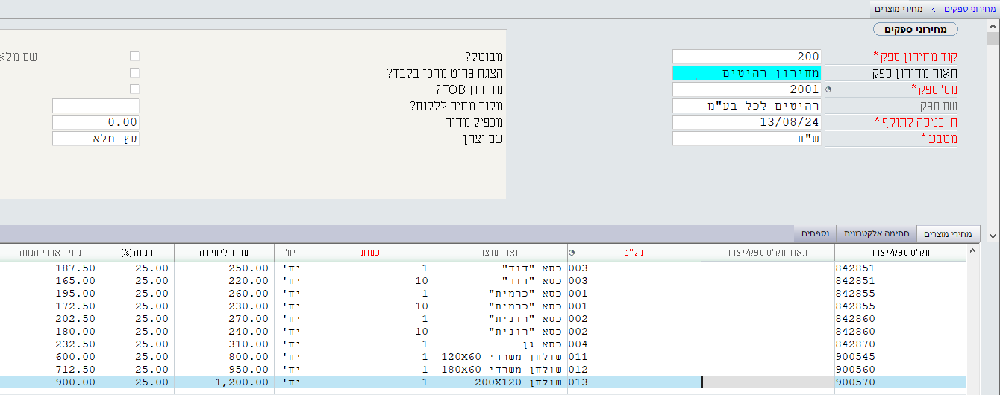 מחירוני ספקים > מחירי מוצרים
מחירוני ספקים
קוד מחירון ספק * 200
תאור מחירון ספק מחירון רהיטים
מס' ספק * 2001
שם ספק רהיטים לכל בע"מ
ת. כניסה לתוקף * 13/08/24
מטבע * ש"ח
מבוטל? שם מלא
הצגת פריט מרכז בלבד?
מחירון FOB?
מקור מחיר ללקוח?
מכפיל מחיר 0.00
שם יצרן עץ מלא
מחירי מוצרים חתימה אלקטרונית נספחים
מק"ט ספק/יצרן תאור מק"ט ספק/יצרן מק"ט תאור מוצר כמות יח' מחיר ליחידה הנחה (%) מחיר אחרי הנחה
842851 003 כסא "דוד" 1 יח' 250.00 25.00 187.50
842851 003 כסא "דוד" 10 יח' 220.00 25.00 165.00
842855 001 כסא "כרמית" 1 יח' 260.00 25.00 195.00
842855 001 כסא "כרמית" 10 יח' 230.00 25.00 172.50
842860 002 כסא "רונית" 1 יח' 270.00 25.00 202.50
842860 002 כסא "רונית" 10 יח' 240.00 25.00 180.00
842870 004 כסא גן 1 יח' 310.00 25.00 232.50
900545 011 שולחן משרדי 120X60 1 יח' 800.00 25.00 600.00
900560 012 שולחן משרדי 180X60 1 יח' 950.00 25.00 712.50
900570 013 שולחן 200X120 1 יח' 1,200.00 25.00 900.00